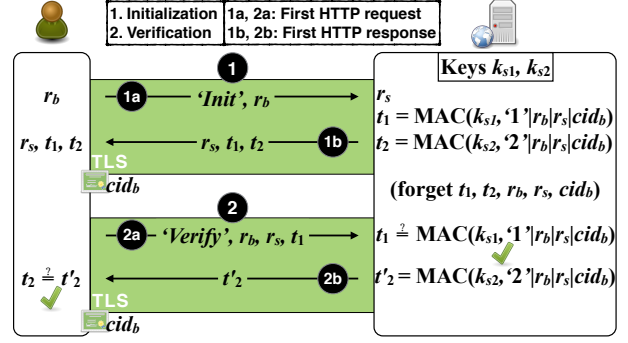 1. Initialization 1a, 2a: First HTTP request
2. Verification 1b, 2b: First HTTP response
Keys k_s1, k_s2
1
r_b 1a 'Init', r_b r_s
t_1 = MAC(k_s1,'1'|r_b|r_s|cid_b)
r_s, t_1, t_2 r_s, t_1, t_2 1b t_2 = MAC(k_s2,'2'|r_b|r_s|cid_b)
TLS
cid_b
(forget t_1, t_2, r_b, r_s, cid_b)
2
2a 'Verify', r_b, r_s, t_1 t_1 ≟ MAC(k_s1,'1'|r_b|r_s|cid_b)
t_2 ≟ t'_2 t'_2 2b t'_2 = MAC(k_s2,'2'|r_b|r_s|cid_b)
TLS
cid_b